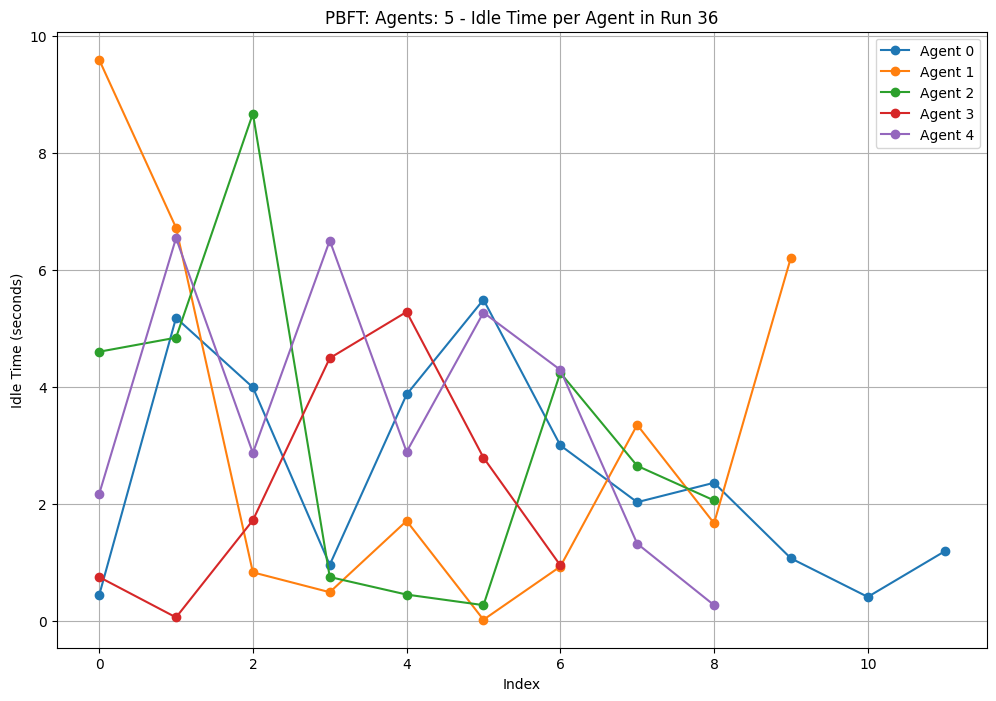 PBFT: Agents: 5 - Idle Time per Agent in Run 36
Idle Time (seconds)
10
8
6
4
2
0
0 2 4 6 8 10
Index
Agent 0
Agent 1
Agent 2
Agent 3
Agent 4